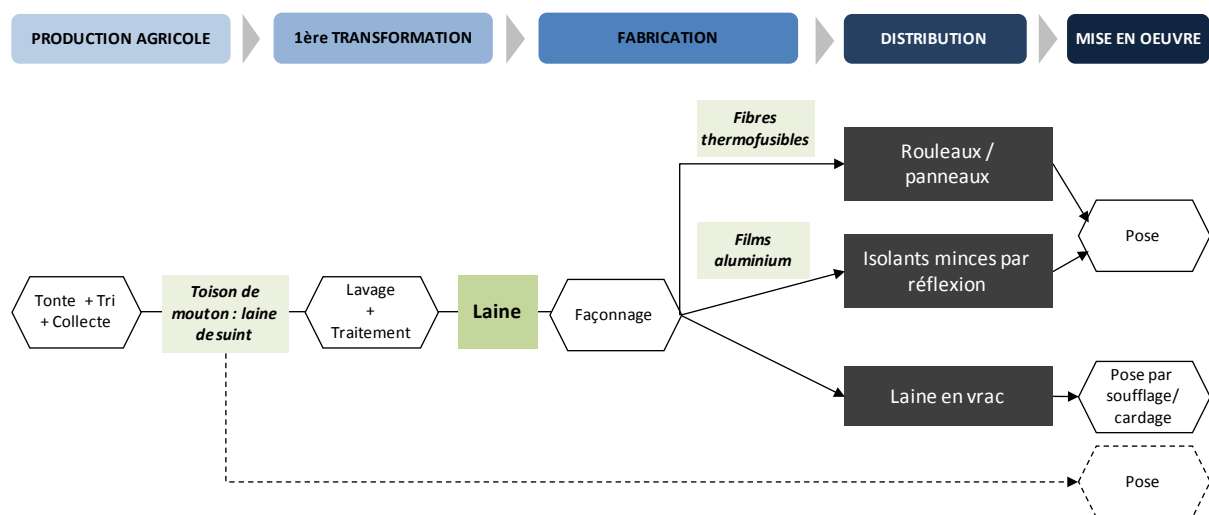 PRODUCTION AGRICOLE
1ère TRANSFORMATION
FABRICATION
DISTRIBUTION
MISE EN OEUVRE
Fibres
thermofusibles
Rouleaux /
panneaux
Films
aluminium
Isolants minces par
réflexion
Pose
Tonte + Tri
+ Collecte
Toison de
mouton : laine
de suint
Lavage
+
Traitement
Laine
Façonnage
Laine en vrac
Pose par
soufflage/
cardage
Pose